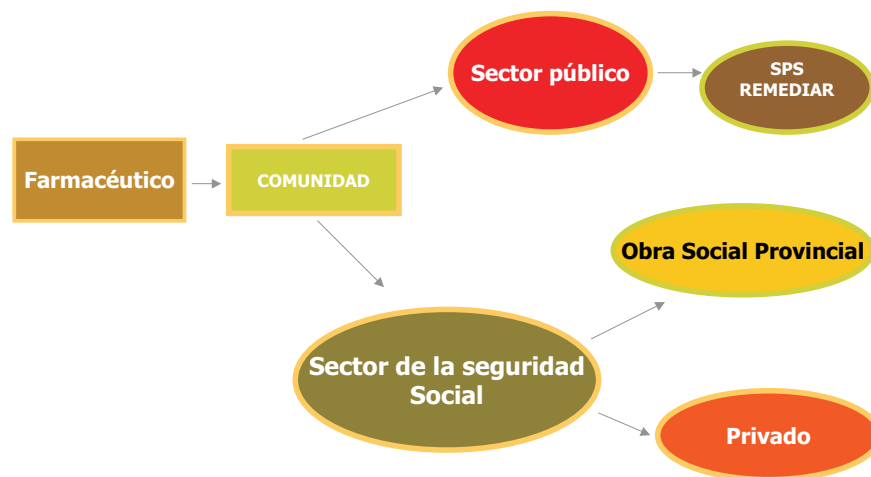 Sector público
SPS
REMEDIAR
Farmacéutico
COMUNIDAD
Obra Social Provincial
Sector de la seguridad
Social
Privado